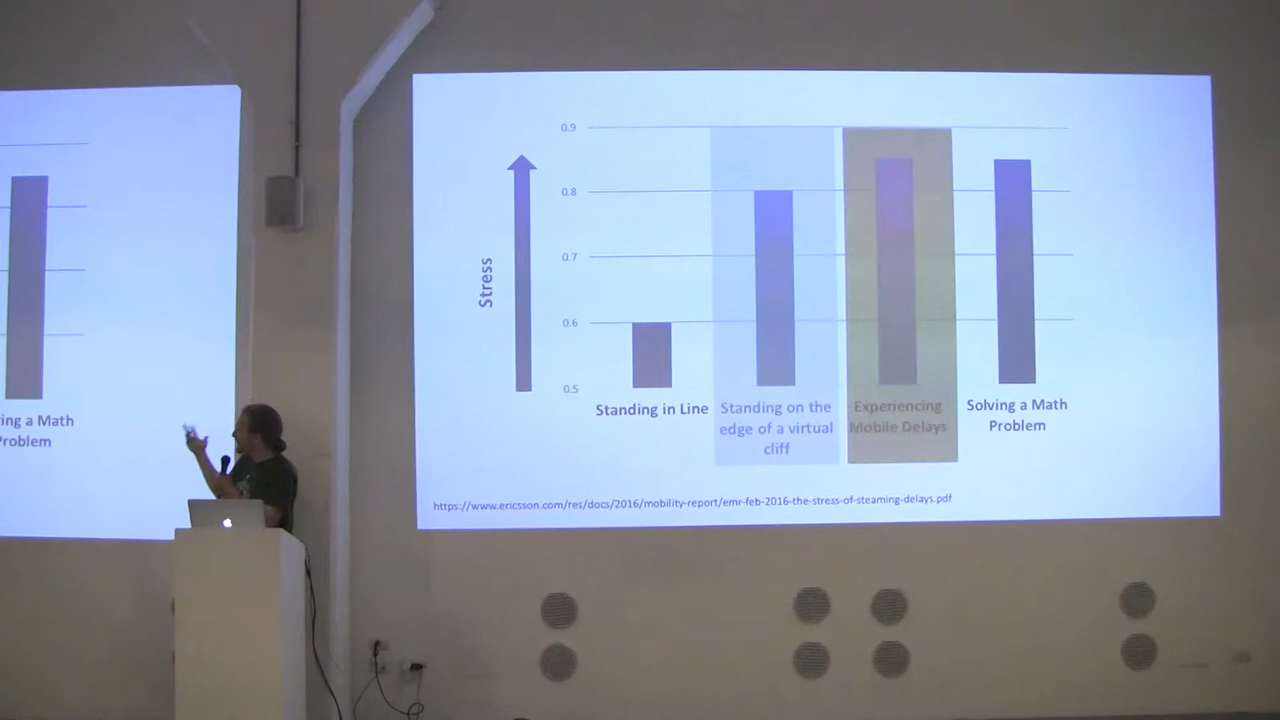 ing a Math
Problem
0.9
0.8
0.7
0.6
0.5
Stress
Standing in Line
Standing on the
edge of a virtual
cliff
Experiencing
Mobile Delays
Solving a Math
Problem
https://www.ericsson.com/res/docs/2016/mobility-report/emr-feb-2016-the-stress-of-steaming-delays.pdf